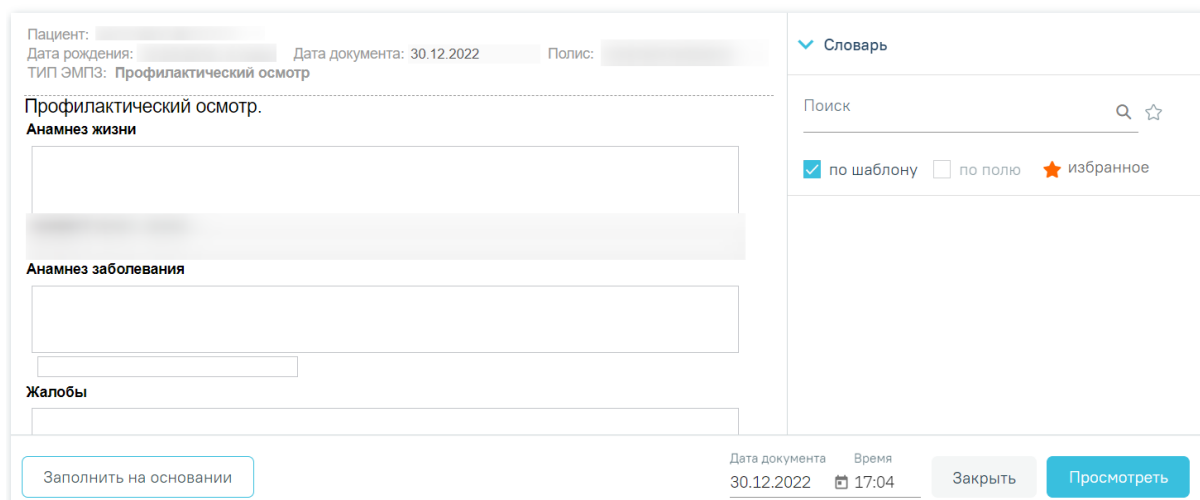 Пациент:
Дата рождения: Дата документа: 30.12.2022 Полис:
ТИП ЭМПЗ: Профилактический осмотр
Профилактический осмотр.
Анамнез жизни
Анамнез заболевания
Жалобы
Словарь
Поиск
по шаблону по полю избранное
Заполнить на основании
Дата документа Время
30.12.2022 17:04
Закрыть
Просмотреть